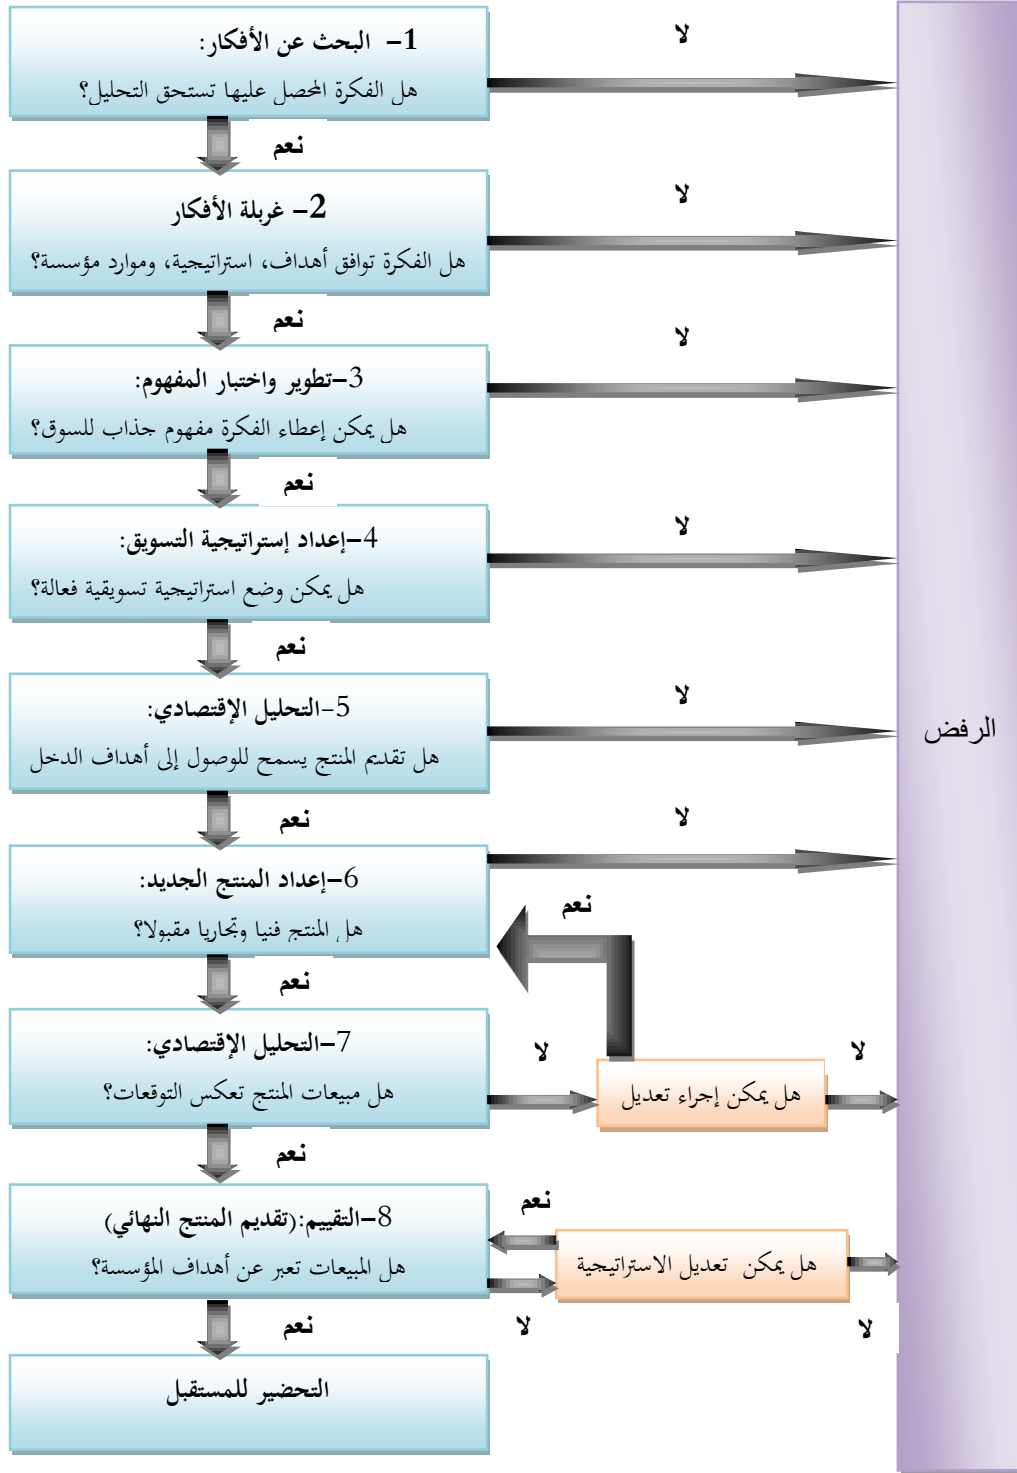 1- البحث عن الأفكار:
هل الفكرة المحصل عليها تستحق التحليل؟
لا
نعم
2- غربلة الأفكار
هل الفكرة توافق أهداف، استراتيجية، وموارد مؤسسة؟
لا
نعم
3-تطوير واختبار المفهوم:
هل يمكن إعطاء الفكرة مفهوم جذاب للسوق؟
لا
نعم
4-إعداد إستراتيجية التسويق:
هل يمكن وضع استراتيجية تسويقية فعالة؟
لا
نعم
5-التحليل الإقتصادي:
هل تقديم المنتج يسمح للوصول إلى أهداف الدخل
لا
نعم
6-إعداد المنتج الجديد:
هل المنتج فنيا وتجاريا مقبولا؟
لا
نعم
نعم
7-التحليل الإقتصادي:
هل مبيعات المنتج تعكس التوقعات؟
لا
هل يمكن إجراء تعديل
لا
نعم
8-التقييم:(تقديم المنتج النهائي)
هل المبيعات تعبر عن أهداف المؤسسة؟
نعم
لا
هل يمكن تعديل الاستراتيجية
لا
نعم
التحضير للمستقبل
الرفض